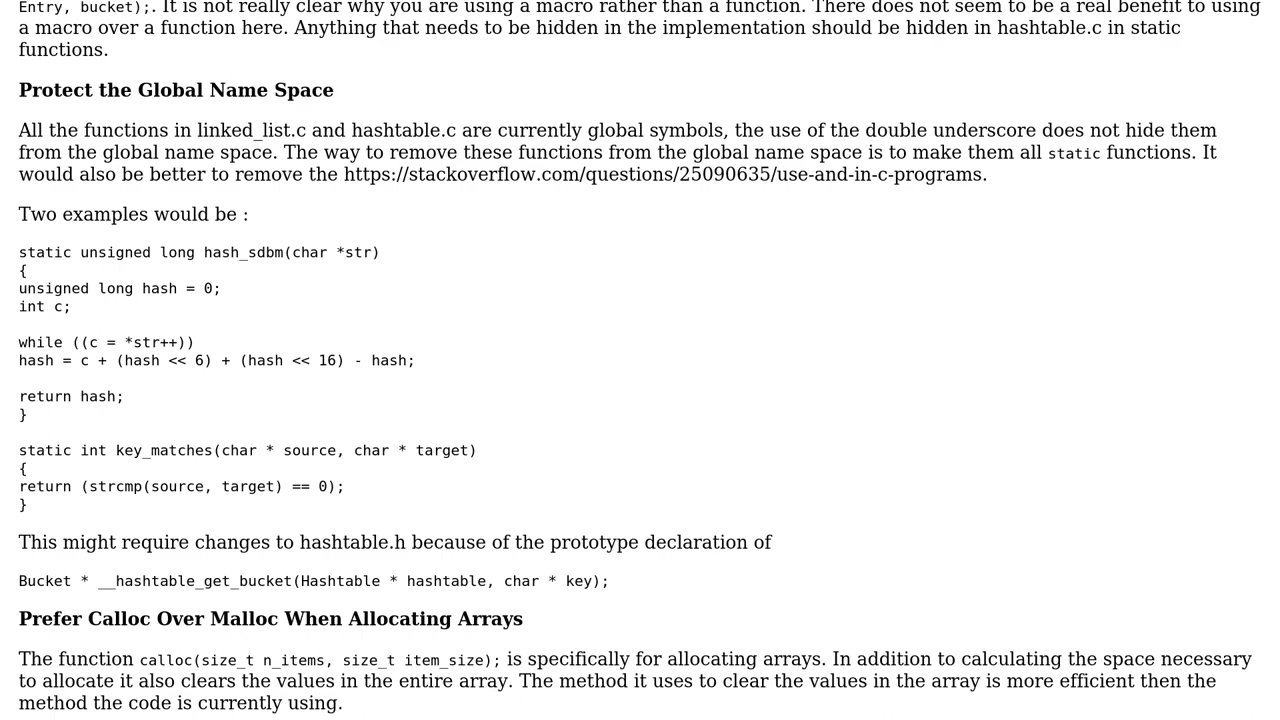 Entry, bucket);. It is not really clear why you are using a macro rather than a function. There does not seem to be a real benefit to using
a macro over a function here. Anything that needs to be hidden in the implementation should be hidden in hashtable.c in static
functions.
Protect the Global Name Space
All the functions in linked_list.c and hashtable.c are currently global symbols, the use of the double underscore does not hide them
from the global name space. The way to remove these functions from the global name space is to make them all static functions. It
would also be better to remove the https://stackoverflow.com/questions/25090635/use-and-in-c-programs.
Two examples would be :
static unsigned long hash_sdbm(char *str)
{
unsigned long hash = 0;
int c;
while ((c = *str++))
hash = c + (hash << 6) + (hash << 16) - hash;
return hash;
}
static int key_matches(char * source, char * target)
{
return (strcmp(source, target) == 0);
}
This might require changes to hashtable.h because of the prototype declaration of
Bucket * __hashtable_get_bucket(Hashtable * hashtable, char * key);
Prefer Calloc Over Malloc When Allocating Arrays
The function calloc(size_t n_items, size_t item_size); is specifically for allocating arrays. In addition to calculating the space necessary
to allocate it also clears the values in the entire array. The method it uses to clear the values in the array is more efficient then the
method the code is currently using.